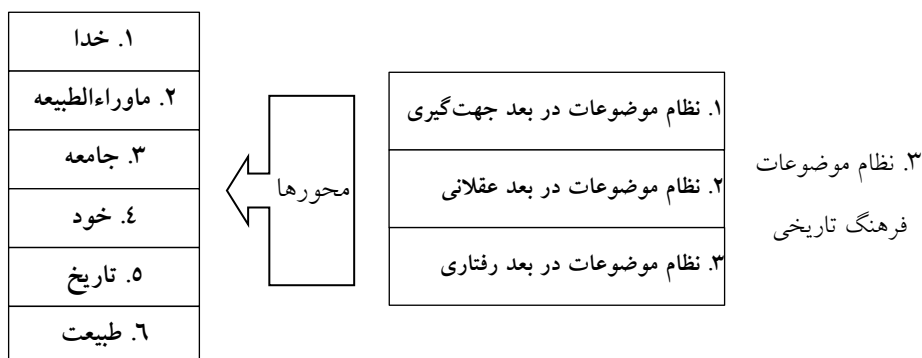 ۳. نظام موضوعات
فرهنگ تاریخی
۱. نظام موضوعات در بعد جهت‌گیری
۲. نظام موضوعات در بعد عقلانی
۳. نظام موضوعات در بعد رفتاری
محورها
۱. خدا
۲. ماوراءالطبیعه
۳. جامعه
٤. خود
٥. تاریخ
٦. طبیعت